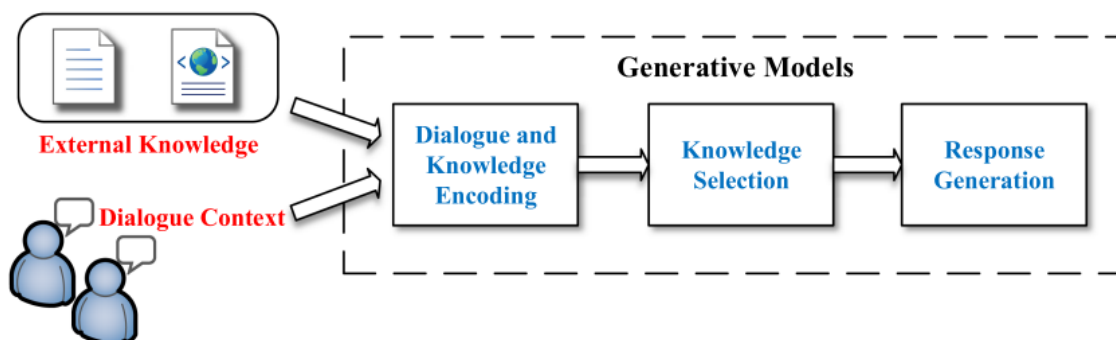 Generative Models
External Knowledge
Dialogue Context
Dialogue and
Knowledge
Encoding
Knowledge
Selection
Response
Generation